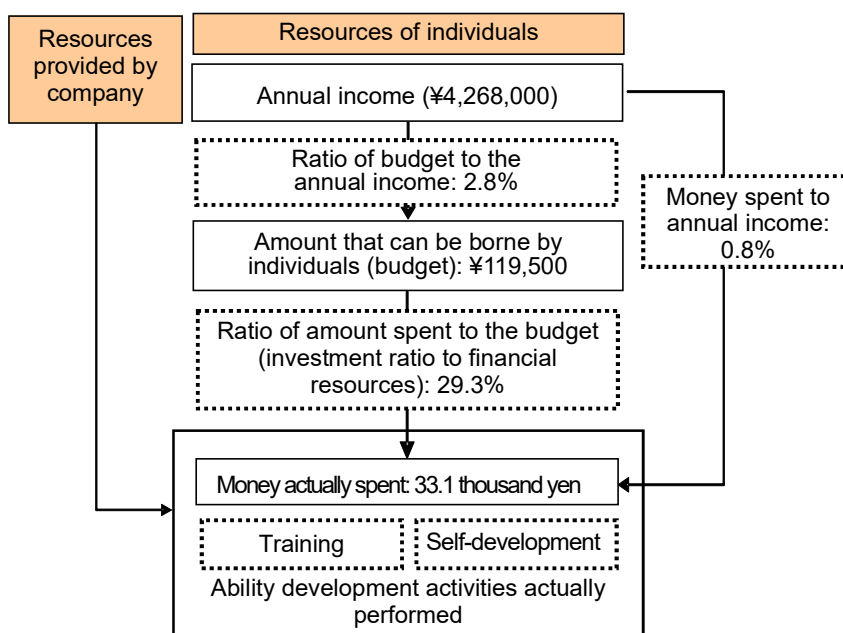 Resources
provided by
company
Resources of individuals
Annual income (¥4,268,000)
Ratio of budget to the
annual income: 2.8%
Money spent to
annual income:
0.8%
Amount that can be borne by
individuals (budget): ¥119,500
Ratio of amount spent to the budget
(investment ratio to financial
resources): 29.3%
Money actually spent: 33.1 thousand yen
Training
Self-development
Ability development activities actually
performed